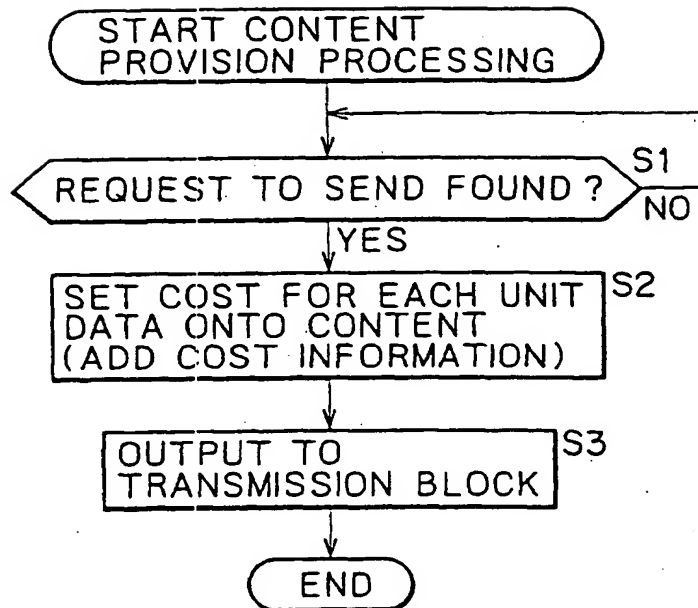 START CONTENT
PROVISION PROCESSING
S1
REQUEST TO SEND FOUND ?
NO
YES
S2
SET COST FOR EACH UNIT
DATA ONTO CONTENT
(ADD COST INFORMATION)
S3
OUTPUT TO
TRANSMISSION BLOCK
END